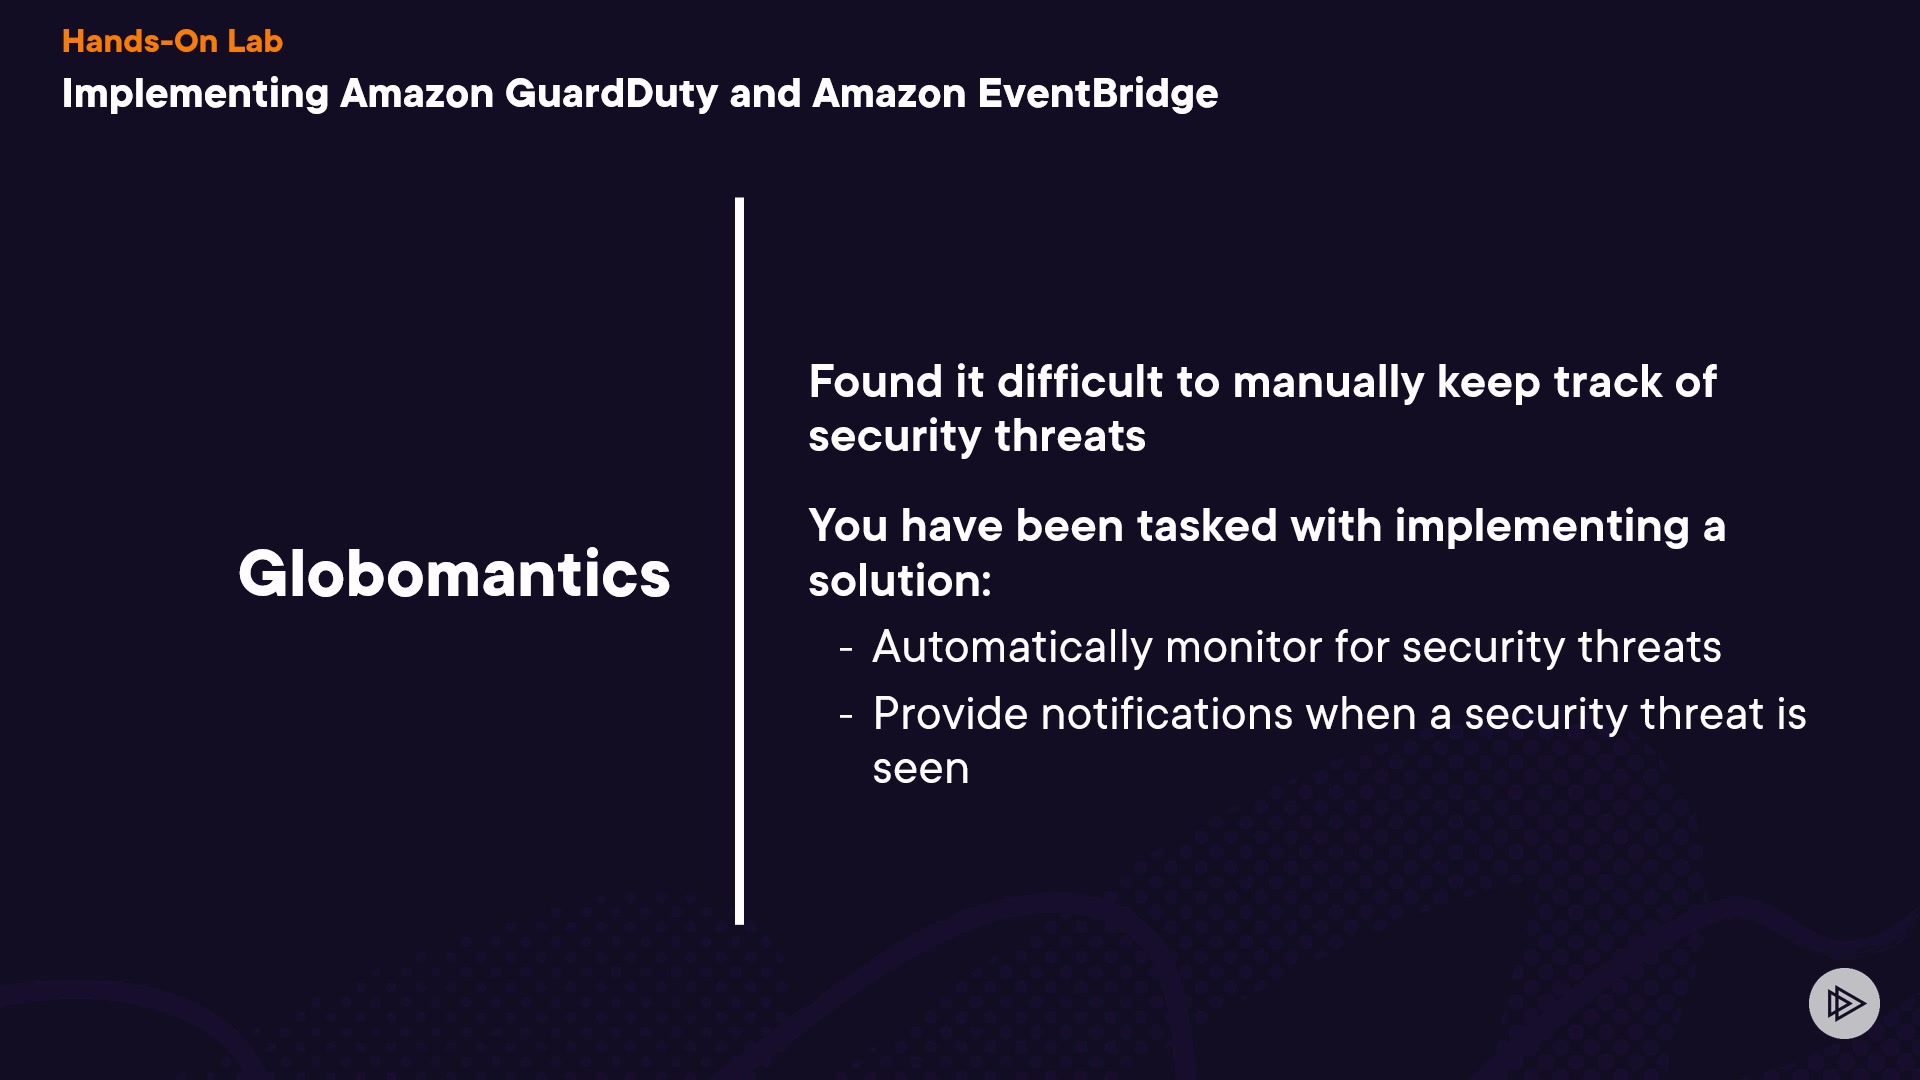 Hands-On Lab
Implementing Amazon GuardDuty and Amazon EventBridge
Globomantics
Found it difficult to manually keep track of
security threats
You have been tasked with implementing a
solution:
- Automatically monitor for security threats
- Provide notifications when a security threat is
seen